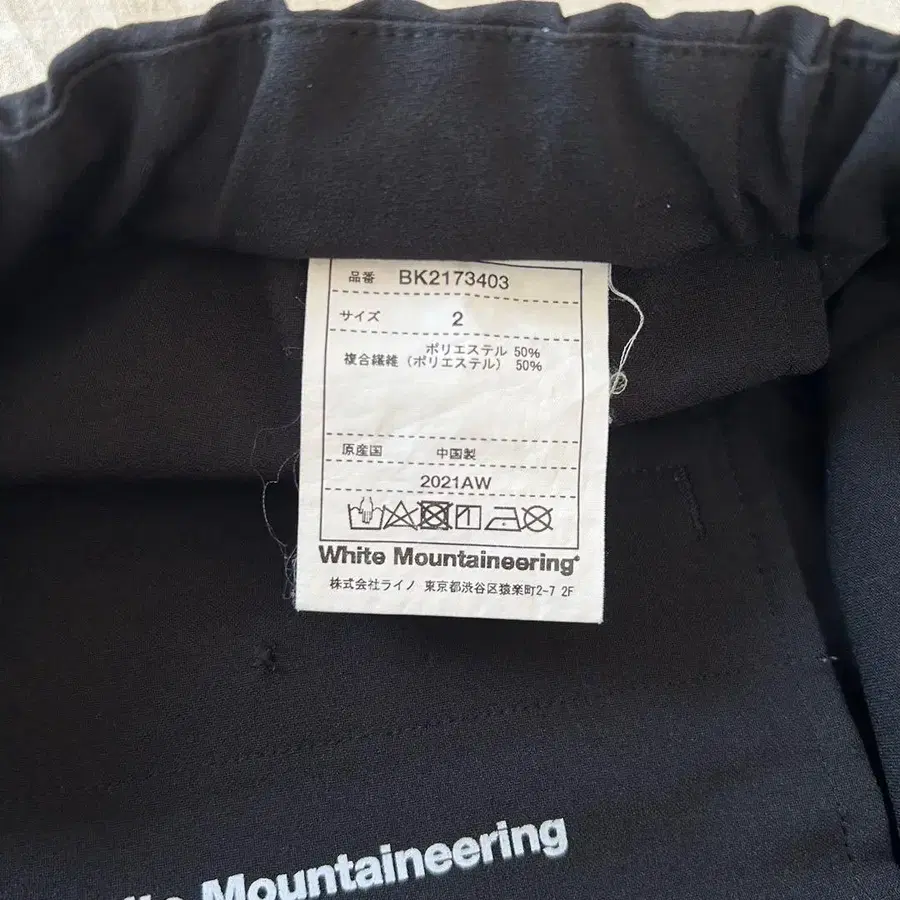 品番 BK2173403
サイズ 2
ポリエステル 50%
複合繊維 (ポリエステル) 50%
原産国 中国製
2021AW
White Mountaineering
株式会社ライノ 東京都渋谷区猿楽町2-7 2F
Mountaineering